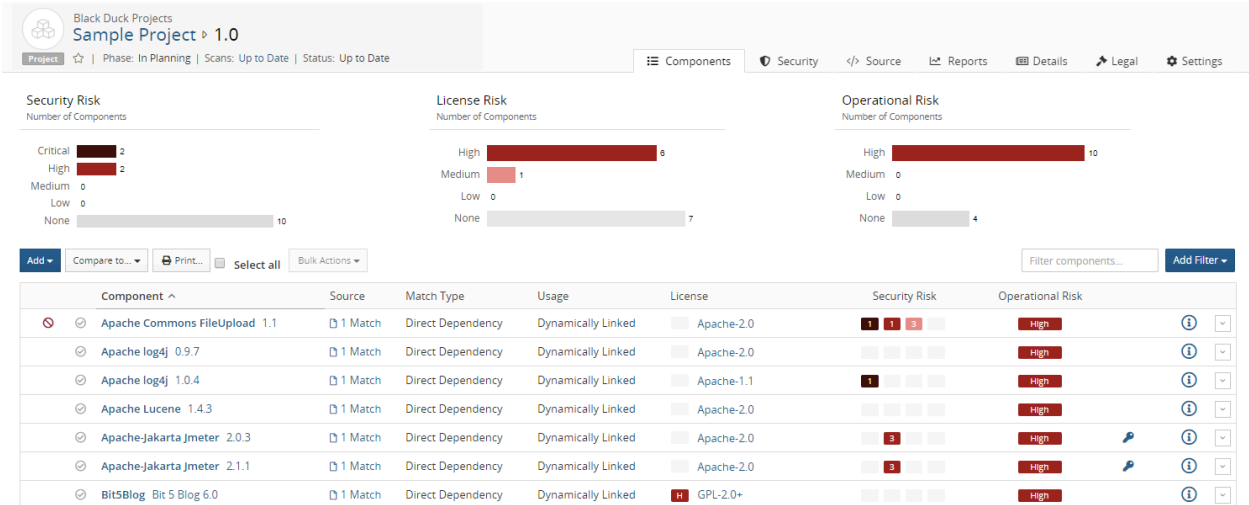 Black Duck Projects
Sample Project ▹ 1.0
Project | Phase: In Planning | Scans: Up to Date | Status: Up to Date
Components Security </> Source Reports Details Legal Settings
Security Risk
Number of Components
Critical 2
High 2
Medium 0
Low 0
None 10
License Risk
Number of Components
High 6
Medium 1
Low 0
None 7
Operational Risk
Number of Components
High 10
Medium 0
Low 0
None 4
Add Compare to... Print... Select all Bulk Actions Filter components... Add Filter
Component Source Match Type Usage License Security Risk Operational Risk
Apache Commons FileUpload 1.1 1 Match Direct Dependency Dynamically Linked Apache-2.0 1 1 3 High
Apache log4j 0.9.7 1 Match Direct Dependency Dynamically Linked Apache-2.0 High
Apache log4j 1.0.4 1 Match Direct Dependency Dynamically Linked Apache-1.1 1 High
Apache Lucene 1.4.3 1 Match Direct Dependency Dynamically Linked Apache-2.0 High
Apache-Jakarta Jmeter 2.0.3 1 Match Direct Dependency Dynamically Linked Apache-2.0 3 High
Apache-Jakarta Jmeter 2.1.1 1 Match Direct Dependency Dynamically Linked Apache-2.0 3 High
Bit5Blog Bit 5 Blog 6.0 1 Match Direct Dependency Dynamically Linked H GPL-2.0+ High